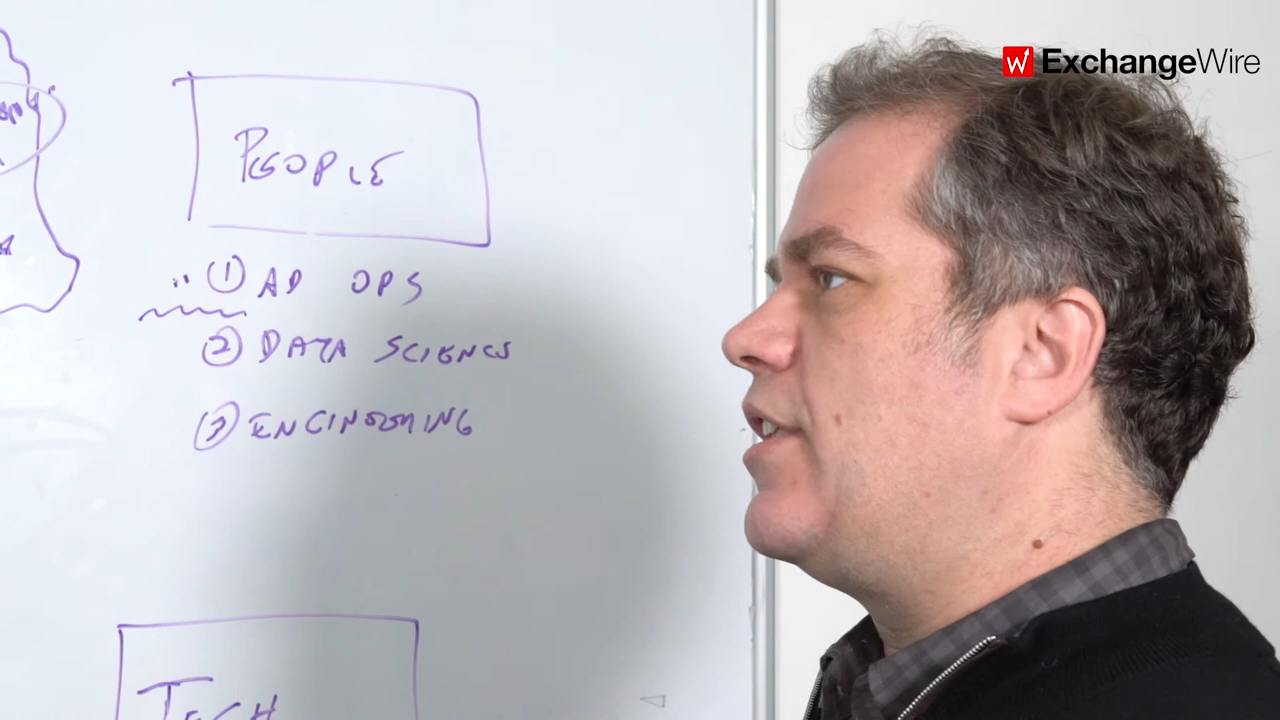 ExchangeWire
PEOPLE
① AD OPS
② DATA SCIENCE
③ ENGINEERING
TECH